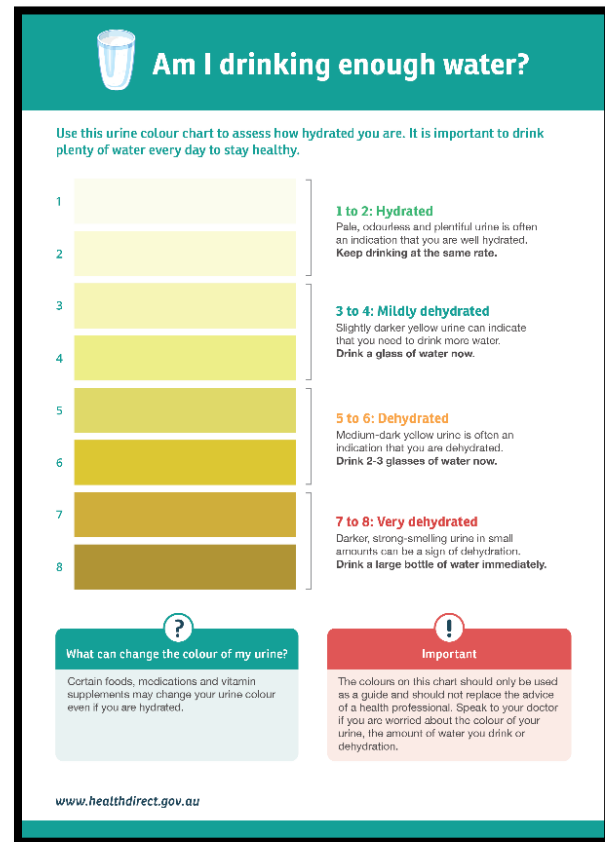 Am I drinking enough water?
Use this urine colour chart to assess how hydrated you are. It is important to drink
plenty of water every day to stay healthy.
1
2
1 to 2: Hydrated
Pale, odourless and plentiful urine is often
an indication that you are well hydrated.
Keep drinking at the same rate.
3
4
3 to 4: Mildly dehydrated
Slightly darker yellow urine can indicate
that you need to drink more water.
Drink a glass of water now.
5
6
5 to 6: Dehydrated
Medium-dark yellow urine is often an
indication that you are dehydrated.
Drink 2-3 glasses of water now.
7
8
7 to 8: Very dehydrated
Darker, strong-smelling urine in small
amounts can be a sign of dehydration.
Drink a large bottle of water immediately.
?
What can change the colour of my urine?
Certain foods, medications and vitamin
supplements may change your urine colour
even if you are hydrated.
!
Important
The colours on this chart should only be used
as a guide and should not replace the advice
of a health professional. Speak to your doctor
if you are worried about the colour of your
urine, the amount of water you drink or
dehydration.
www.healthdirect.gov.au